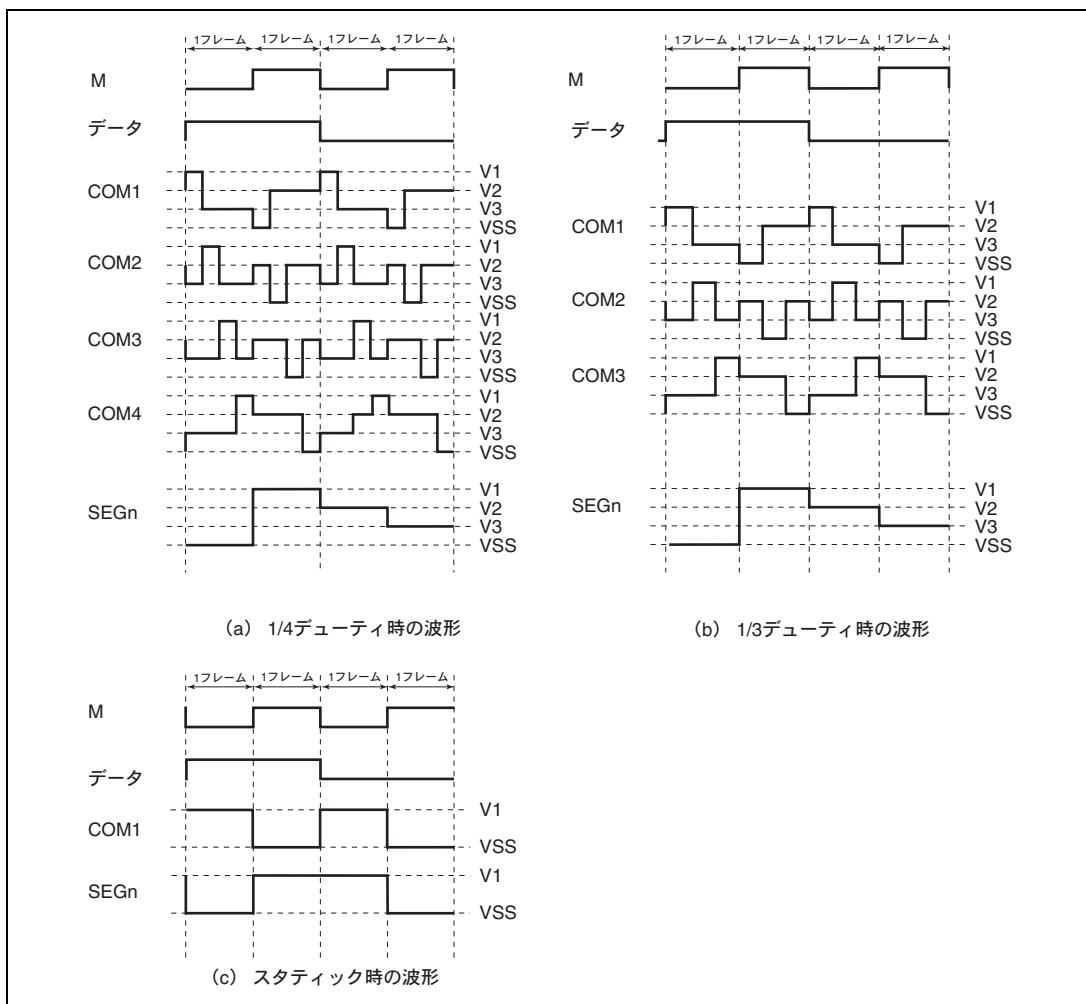 1フレーム 1フレーム 1フレーム 1フレーム
M
データ
COM1
V1
V2
V3
VSS
COM2
V1
V2
V3
VSS
COM3
V1
V2
V3
VSS
COM4
V1
V2
V3
VSS
SEGn
V1
V2
V3
VSS
(a) 1/4デューティ時の波形
1フレーム 1フレーム 1フレーム 1フレーム
M
データ
COM1
V1
V2
V3
VSS
COM2
V1
V2
V3
VSS
COM3
V1
V2
V3
VSS
SEGn
V1
V2
V3
VSS
(b) 1/3デューティ時の波形
1フレーム 1フレーム 1フレーム 1フレーム
M
データ
COM1
V1
VSS
SEGn
V1
VSS
(c) スタティック時の波形